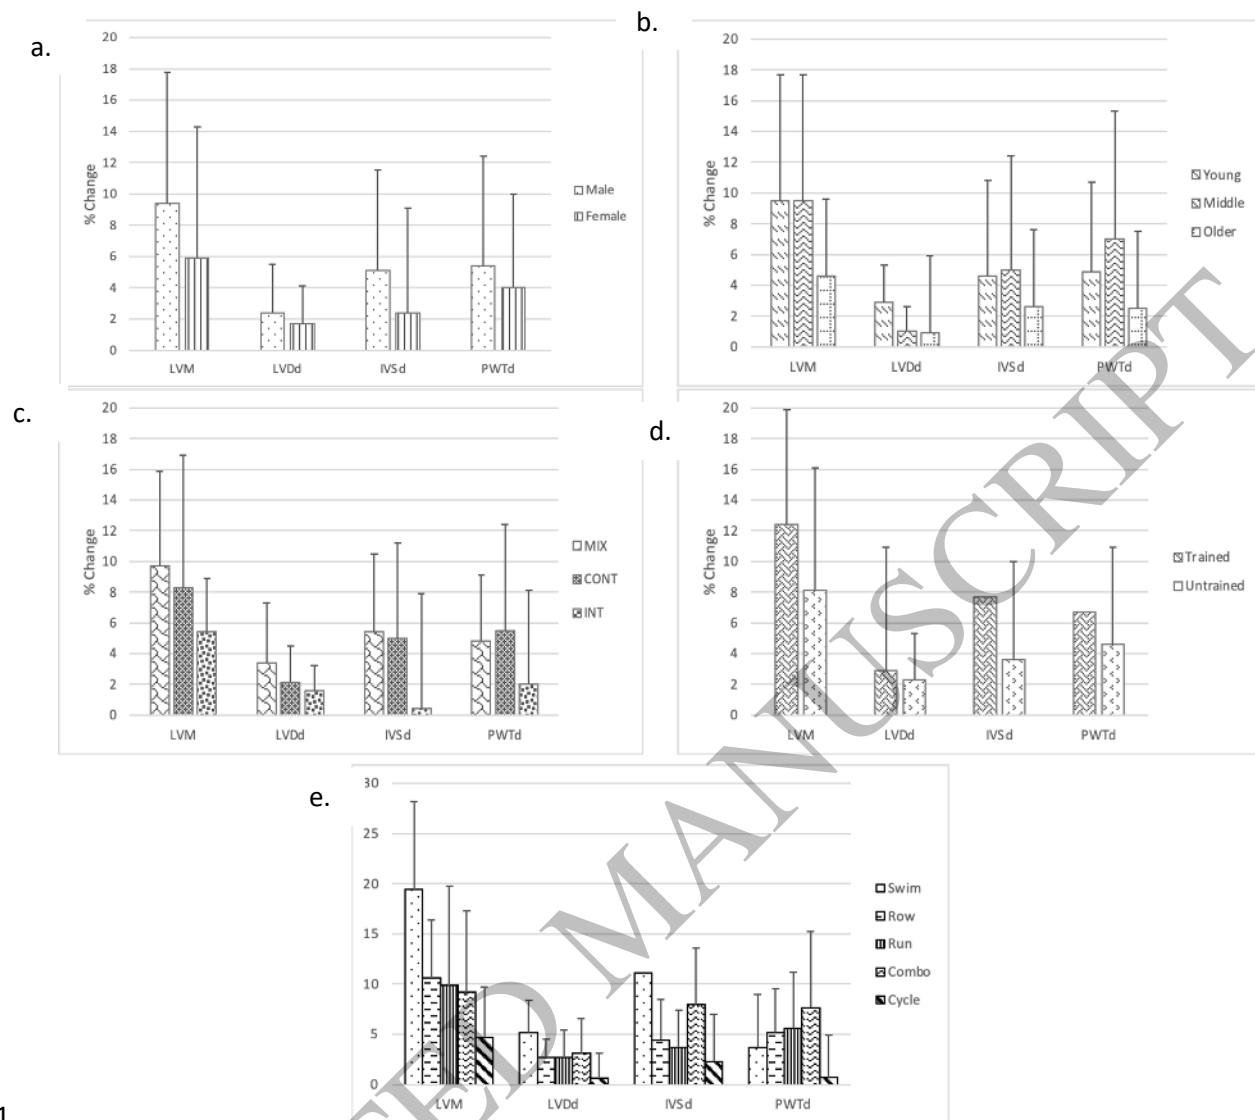 a.
20
18
16
14
12
10
8
6
4
2
0
% Change
LVM LVDd IVSd PWTd
Male
Female
b.
20
18
16
14
12
10
8
6
4
2
0
% Change
LVM LVDd IVSd PWTd
Young
Middle
Older
c.
20
18
16
14
12
10
8
6
4
2
0
% Change
LVM LVDd IVSd PWTd
MIX
CONT
INT
d.
20
18
16
14
12
10
8
6
4
2
0
% Change
LVM LVDd IVSd PWTd
Trained
Untrained
e.
30
25
20
15
10
5
0
LVM LVDd IVSd PWTd
Swim
Row
Run
Combo
Cycle
TED MANUSCRIPT
1